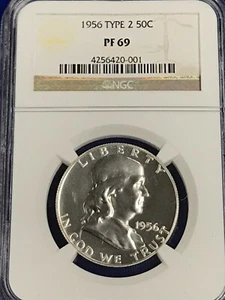 1956 TYPE 2 50C
PF 69
4256420-001
NGC
LIBERTY
1956
IN GOD WE TRUST